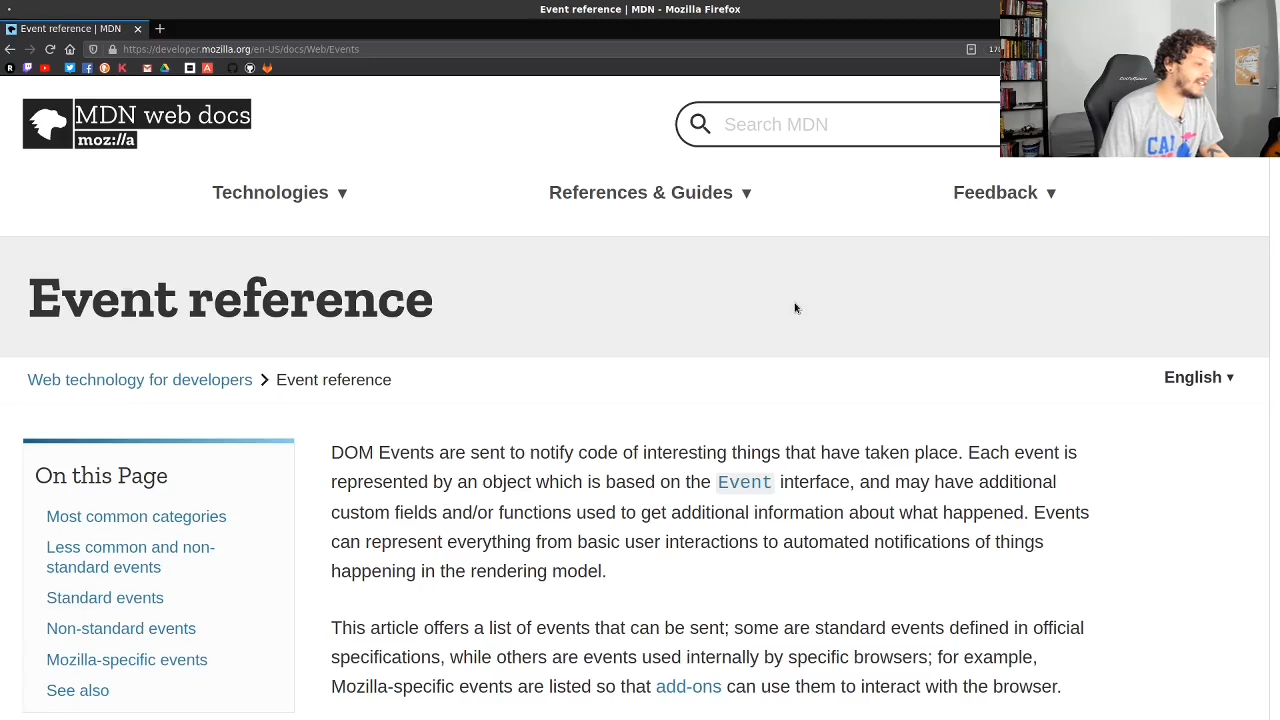 Event reference | MDN - Mozilla Firefox
Event reference | MDN
https://developer.mozilla.org/en-US/docs/Web/Events
MDN web docs
moz://a
Search MDN
Technologies ▼
References & Guides ▼
Feedback ▼
Event reference
Web technology for developers
Event reference
English ▼
On this Page
Most common categories
Less common and non-
standard events
Standard events
Non-standard events
Mozilla-specific events
See also
DOM Events are sent to notify code of interesting things that have taken place. Each event is
represented by an object which is based on the Event interface, and may have additional
custom fields and/or functions used to get additional information about what happened. Events
can represent everything from basic user interactions to automated notifications of things
happening in the rendering model.
This article offers a list of events that can be sent; some are standard events defined in official
specifications, while others are events used internally by specific browsers; for example,
Mozilla-specific events are listed so that add-ons can use them to interact with the browser.